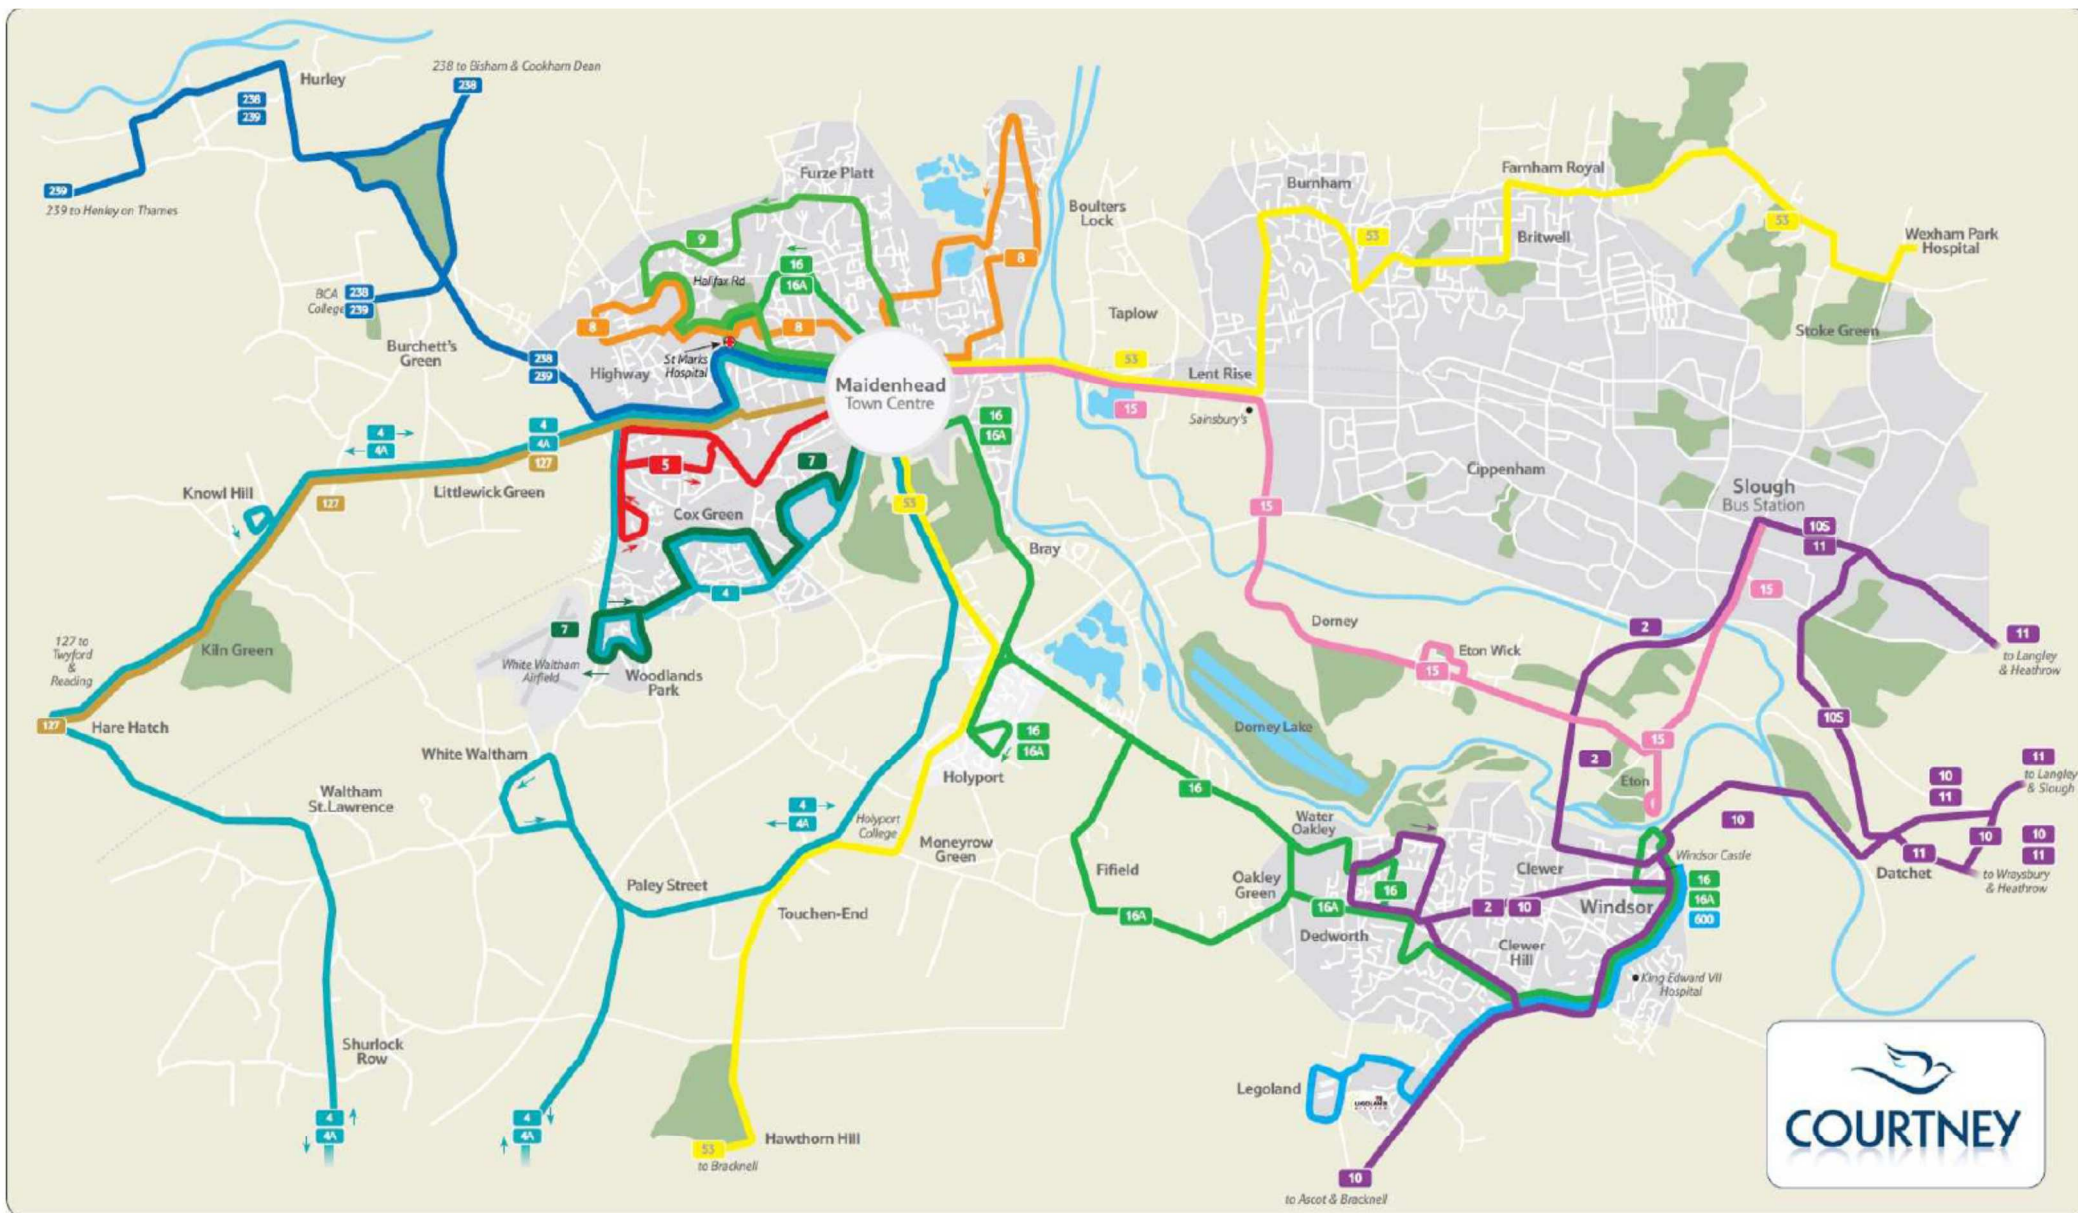 Hurley
238 to Bisham & Cookham Dean
238
238
239
239
239 to Henley on Thames
BCA
College
238
239
Burchett's
Green
238
239
Highway
Furze Platt
9
Halifax Rd
16
16A
8
8
8
St Marks
Hospital
Boulters
Lock
Taplow
Maidenhead
Town Centre
53
15
Lent Rise
Sainsbury's
Burnham
53
Farnham Royal
Britwell
53
Wexham Park
Hospital
Stoke Green
4
4A
4
4A
127
127
Knowl Hill
Littlewick Green
5
7
Cox Green
4
7
16
16A
53
Bray
15
Cippenham
Slough
Bus Station
10S
11
15
2
11
to Langley
& Heathrow
127 to
Twyford
&
Reading
Kiln Green
127
Hare Hatch
White Waltham
Airfield
Woodlands
Park
White Waltham
Waltham
St.Lawrence
Dorney
Eton Wick
15
15
Eton
2
10S
Dorney Lake
16
16A
Holyport
16
4
4A
Holyport
College
Moneyrow
Green
Paley Street
Touchen-End
Fifield
16A
Water
Oakley
Oakley
Green
16
16A
Dedworth
Clewer
2
10
Clewer
Hill
Windsor
Windsor Castle
16
16A
600
King Edward VII
Hospital
10
10
11
11
to Langley
& Slough
10
11
10
11
Datchet
to Wraysbury
& Heathrow
Shurlock
Row
4
4A
4
4A
Hawthorn Hill
53
to Bracknell
Legoland
LEGOLAND
10
to Ascot & Bracknell
COURTNEY